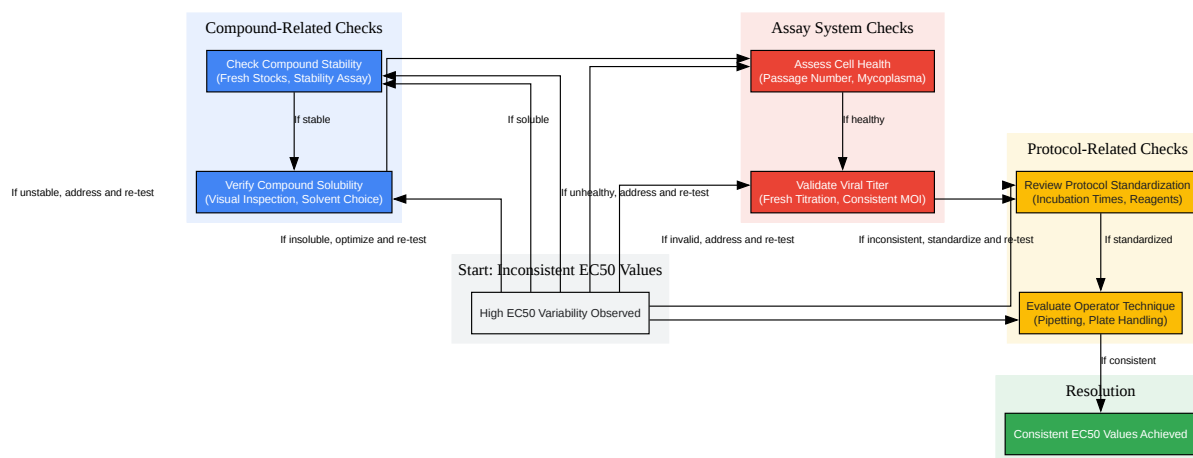 Compound-Related Checks
Check Compound Stability
(Fresh Stocks, Stability Assay)
If stable
Verify Compound Solubility
(Visual Inspection, Solvent Choice)
If unstable, address and re-test
If insoluble, optimize and re-test
If soluble
Assay System Checks
Assess Cell Health
(Passage Number, Mycoplasma)
If healthy
If unhealthy, address and re-test
Validate Viral Titer
(Fresh Titration, Consistent MOI)
If invalid, address and re-test
If inconsistent, standardize and re-test
Protocol-Related Checks
Review Protocol Standardization
(Incubation Times, Reagents)
If standardized
Start: Inconsistent EC50 Values
High EC50 Variability Observed
Evaluate Operator Technique
(Pipetting, Plate Handling)
If consistent
Resolution
Consistent EC50 Values Achieved